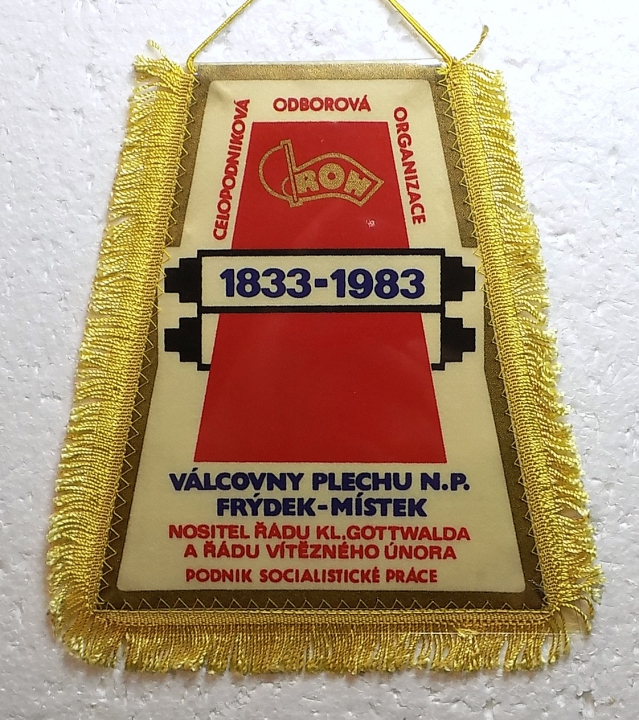 CELOPODNIKOVÁ
ODBOROVÁ
ORGANIZACE
ROH
1833-1983
VÁLCOVNY PLECHU N.P.
FRÝDEK-MÍSTEK
NOSITEL ŘÁDU KL.GOTTWALDA
A ŘÁDU VÍTĚZNÉHO ÚNORA
PODNIK SOCIALISTICKÉ PRÁCE